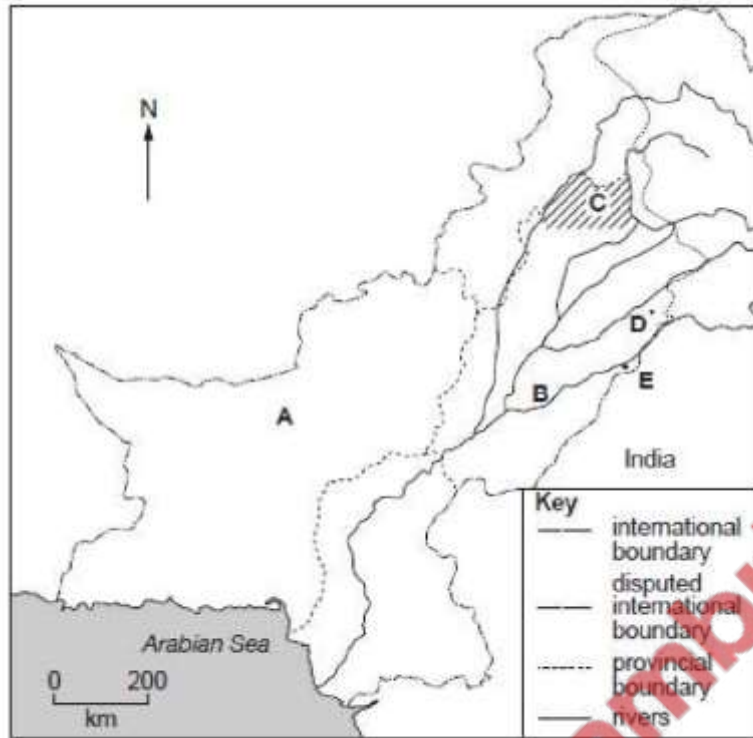 N
C
D
B
E
A
India
Arabian Sea
0 200
km
Key
international
boundary
disputed
international
boundary
provincial
boundary
rivers